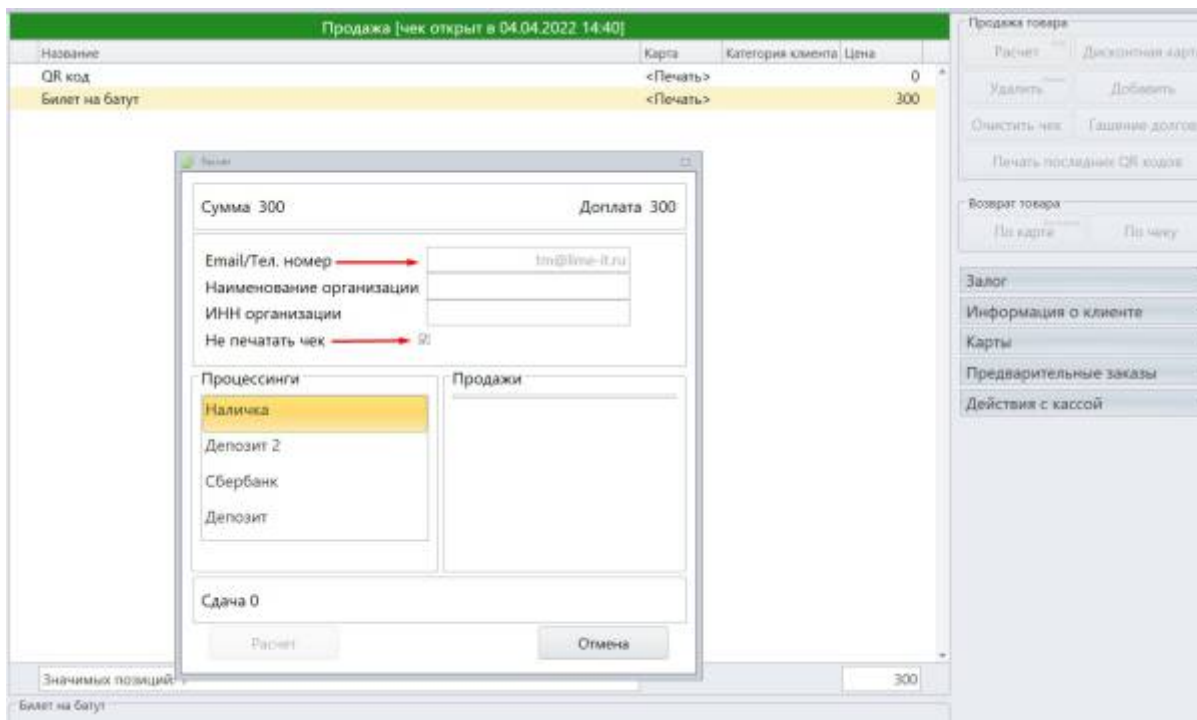 Продажа [чек открыт в 04.04.2022 14:40]
Название Карта Категория клиента Цена
QR код <Печать> 0
Билет на батут <Печать> 300
Расчет
Сумма 300 Доплата 300
Email/Тел. номер tm@lime-it.ru
Наименование организации
ИНН организации
Не печатать чек
Процессинги
Наличка
Депозит 2
Сбербанк
Депозит
Продажи
Сдача 0
Расчет Отмена
Значимых позиций:
300
Билет на батут
Продажа товара
Расчет Дисконтная карта
Удалить Добавить
Очистить чек Гашение долгов
Печать последних QR кодов
Возврат товара
По карте По чеку
Залог
Информация о клиенте
Карты
Предварительные заказы
Действия с кассой